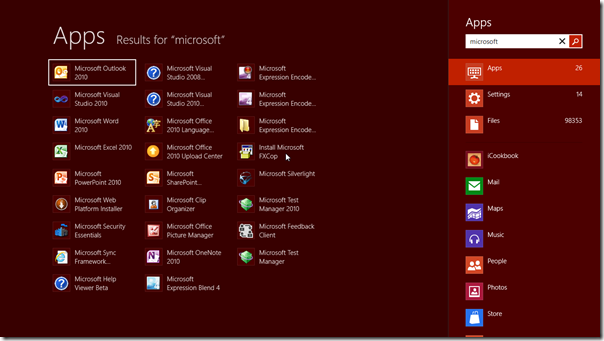 Apps Results for “microsoft”
Microsoft Outlook
2010
Microsoft Visual
Studio 2010
Microsoft Word
2010
Microsoft Excel 2010
Microsoft
PowerPoint 2010
Microsoft Web
Platform Installer
Microsoft Security
Essentials
Microsoft Sync
Framework...
Microsoft Help
Viewer Beta
Microsoft Visual
Studio 2008...
Microsoft Visual
Studio 2010...
Microsoft Office
2010 Language...
Microsoft Office
2010 Upload Center
Microsoft
SharePoint...
Microsoft Clip
Organizer
Microsoft Office
Picture Manager
Microsoft OneNote
2010
Microsoft
Expression Blend 4
Microsoft
Expression Encode...
Microsoft
Expression Encode...
Microsoft
Expression Encode...
Install Microsoft
FXCop
Microsoft Silverlight
Microsoft Test
Manager 2010
Microsoft Feedback
Client
Microsoft Test
Manager
Apps
microsoft
Apps 26
Settings 14
Files 98353
iCookbook
Mail
Maps
Music
People
Photos
Store